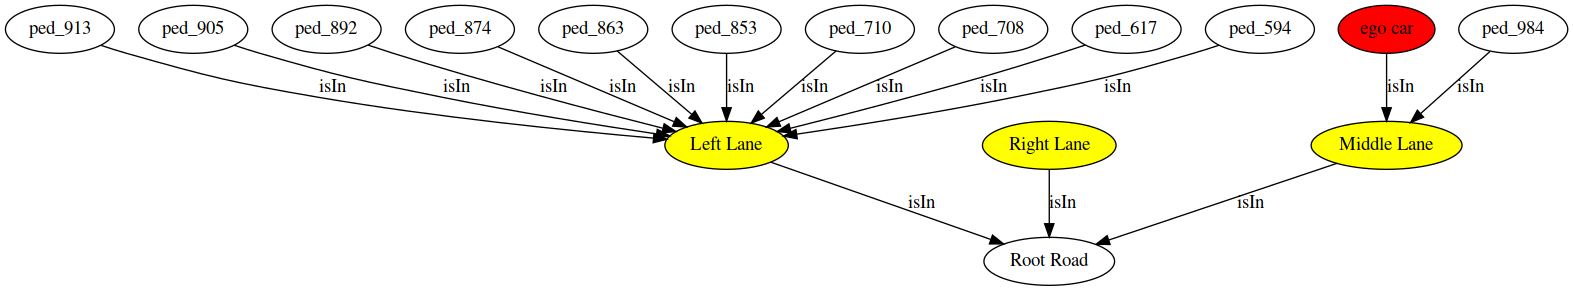 ped_913 ped_905 ped_892 ped_874 ped_863 ped_853 ped_710 ped_708 ped_617 ped_594 ego car ped_984
isIn isIn isIn isIn isIn isIn isIn isIn isIn isIn isIn isIn
Left Lane Right Lane Middle Lane
isIn isIn isIn
Root Road